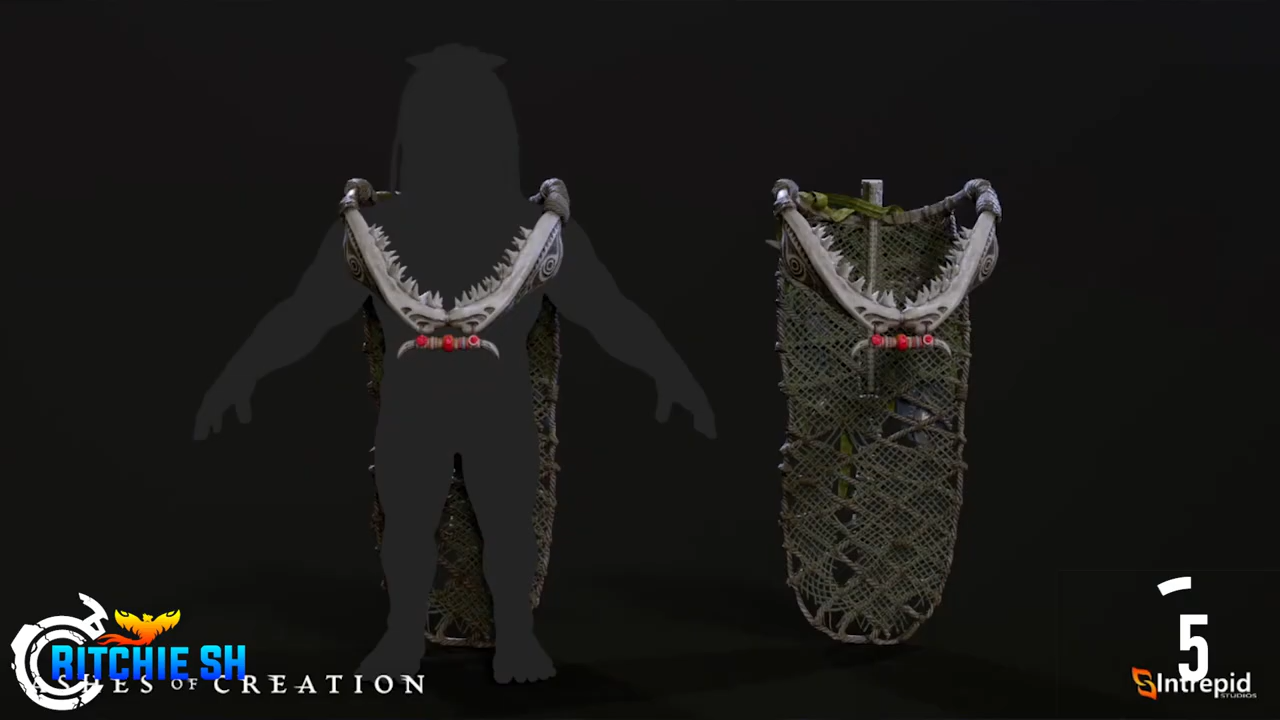 RITCHIE SH
ASHES OF CREATION
5
Intrepid
STUDIOS